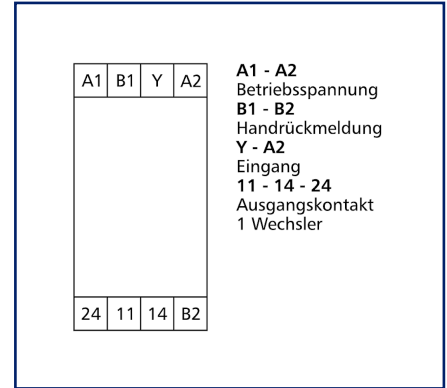 A1 B1 Y A2
A1 - A2
Betriebsspannung
B1 - B2
Handrückmeldung
Y - A2
Eingang
11 - 14 - 24
Ausgangskontakt
1 Wechsler
24 11 14 B2